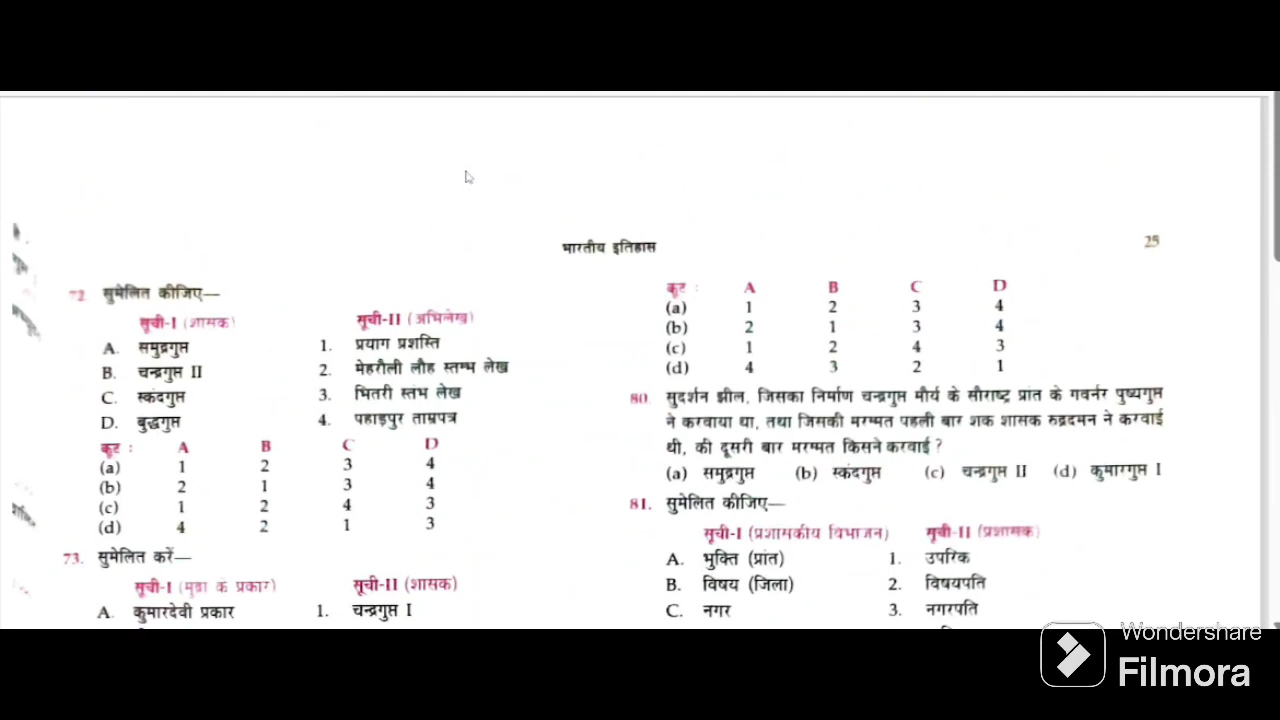 भारतीय इतिहास
25
72. सुमेलित कीजिए—
सूची-I (शासक) सूची-II (अभिलेख)
A. समुद्रगुप्त 1. प्रयाग प्रशस्ति
B. चन्द्रगुप्त II 2. मेहरौली लौह स्तम्भ लेख
C. स्कंदगुप्त 3. भितरी स्तंभ लेख
D. बुद्धगुप्त 4. पहाड़पुर ताम्रपत्र
कूट : A B C D
(a) 1 2 3 4
(b) 2 1 3 4
(c) 1 2 4 3
(d) 4 2 1 3
73. सुमेलित करें—
सूची-I (मुद्रा के प्रकार) सूची-II (शासक)
A. कुमारदेवी प्रकार 1. चन्द्रगुप्त I
कूट : A B C D
(a) 1 2 3 4
(b) 2 1 3 4
(c) 1 2 4 3
(d) 4 3 2 1
80. सुदर्शन झील, जिसका निर्माण चन्द्रगुप्त मौर्य के सौराष्ट्र प्रांत के गवर्नर पुष्यगुप्त
ने करवाया था, तथा जिसकी मरम्मत पहली बार शक शासक रुद्रदमन ने करवाई
थी, की दूसरी बार मरम्मत किसने करवाई ?
(a) समुद्रगुप्त (b) स्कंदगुप्त (c) चन्द्रगुप्त II (d) कुमारगुप्त I
81. सुमेलित कीजिए—
सूची-I (प्रशासकीय विभाजन) सूची-II (प्रशासक)
A. भुक्ति (प्रांत) 1. उपरिक
B. विषय (जिला) 2. विषयपति
C. नगर 3. नगरपति
Wondershare
Filmora